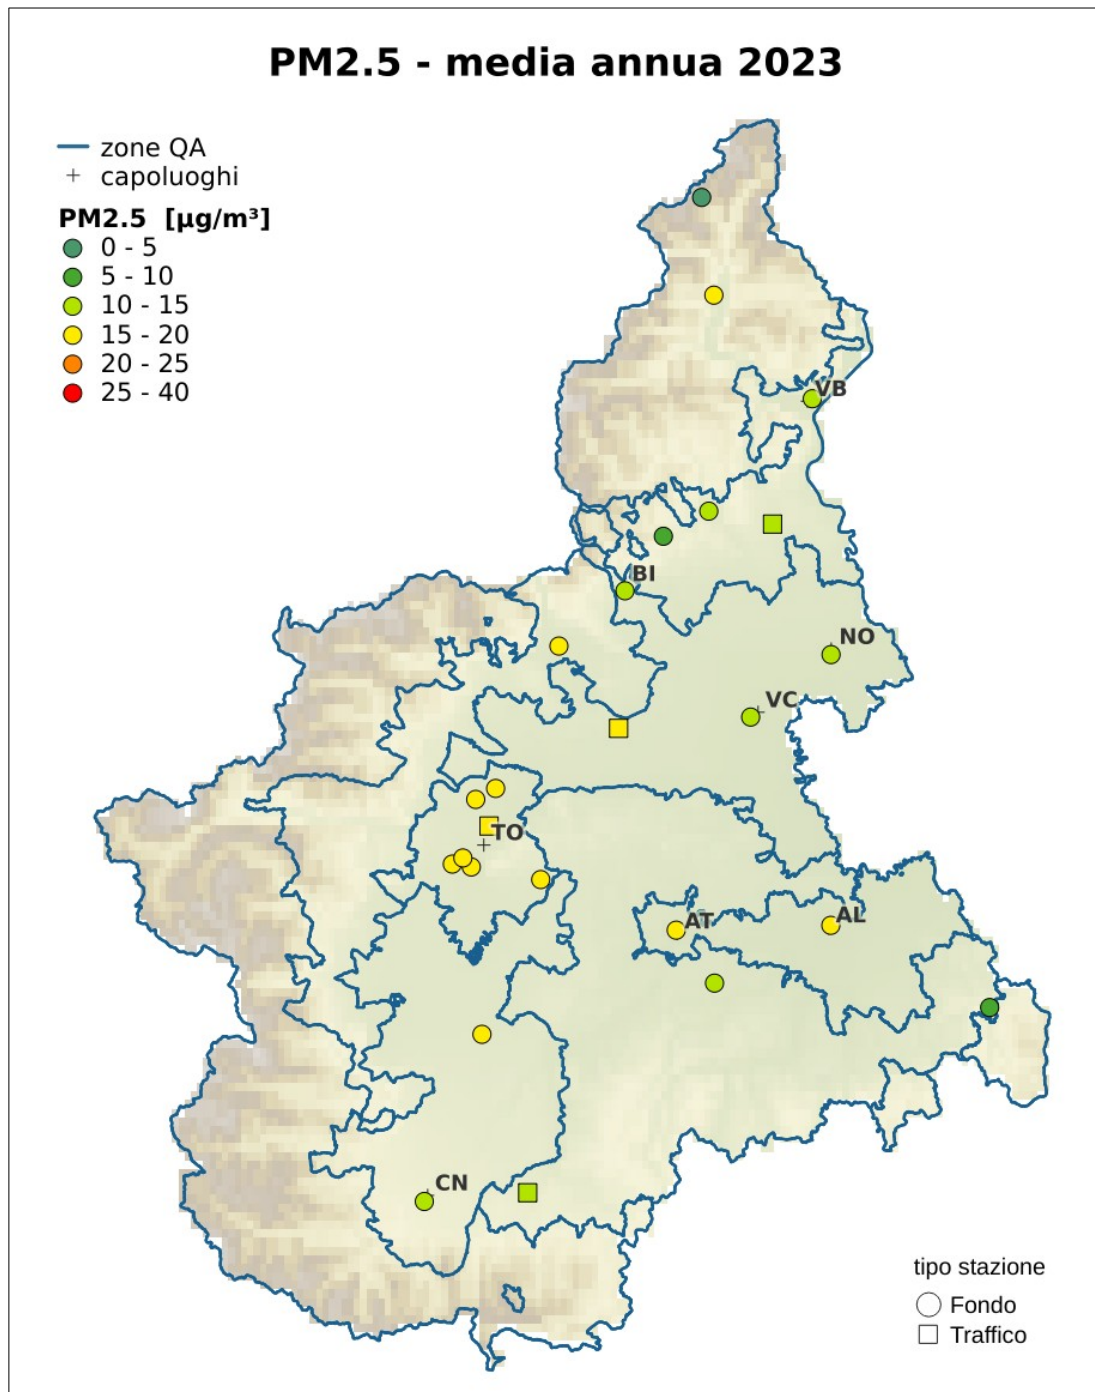 PM2.5 - media annua 2023
zone QA
capoluoghi
PM2.5 [µg/m³]
0 - 5
5 - 10
10 - 15
15 - 20
20 - 25
25 - 40
VB
BI
NO
VC
TO
AT
AL
CN
tipo stazione
Fondo
Traffico